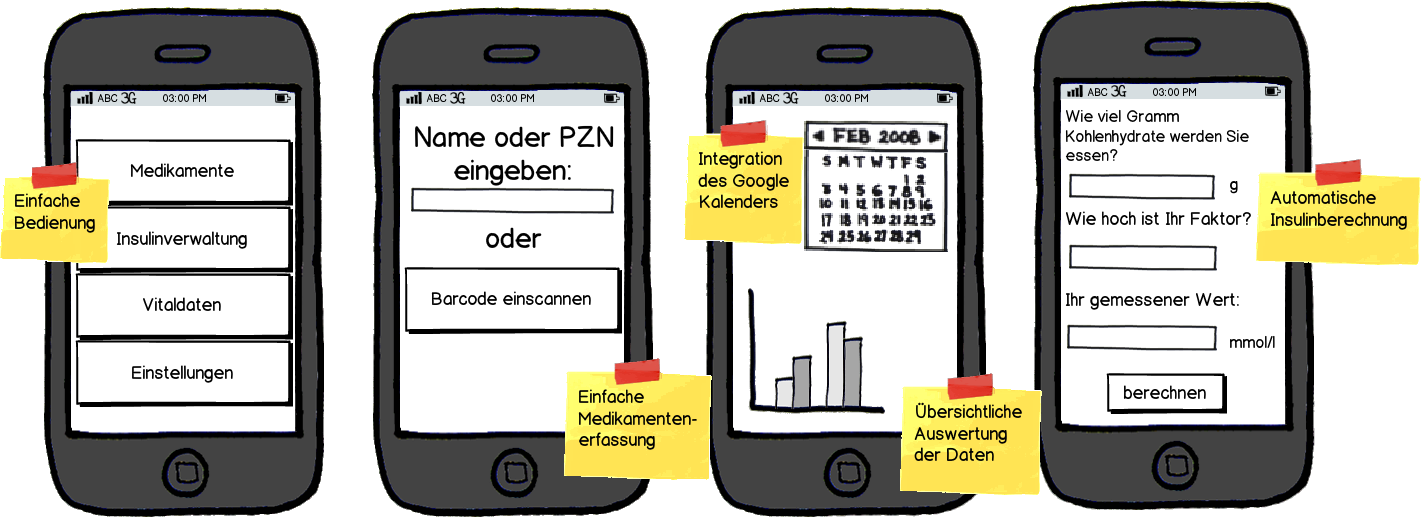 ABC 3G 03:00 PM
Medikamente
Insulinverwaltung
Vitaldaten
Einstellungen
Einfache
Bedienung
ABC 3G 03:00 PM
Name oder PZN
eingeben:
oder
Barcode einscannen
Einfache
Medikamenten-
erfassung
ABC 3G 03:00 PM
Integration
des Google
Kalenders
FEB 2008
S M T W T F S
1 2
3 4 5 6 7 8 9
10 11 12 13 14 15 16
17 18 19 20 21 22 23
24 25 26 27 28 29
Übersichtliche
Auswertung
der Daten
ABC 3G 03:00 PM
Wie viel Gramm
Kohlenhydrate werden Sie
essen?
g
Wie hoch ist Ihr Faktor?
Ihr gemessener Wert:
mmol/l
berechnen
Automatische
Insulinberechnung